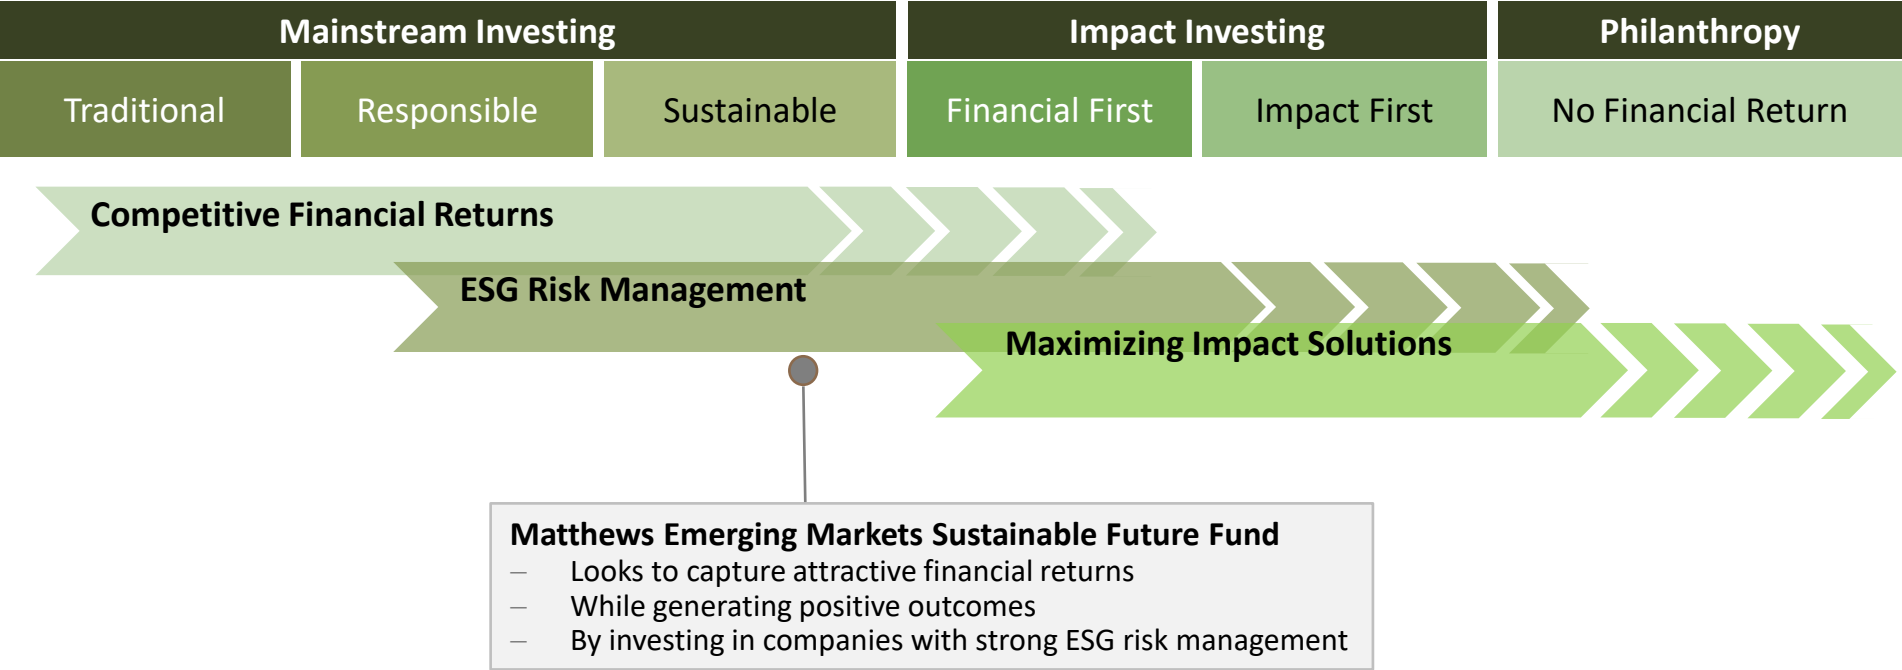 Mainstream Investing
Impact Investing
Philanthropy
Traditional
Responsible
Sustainable
Financial First
Impact First
No Financial Return
Competitive Financial Returns
ESG Risk Management
Maximizing Impact Solutions
Matthews Emerging Markets Sustainable Future Fund
– Looks to capture attractive financial returns
– While generating positive outcomes
– By investing in companies with strong ESG risk management